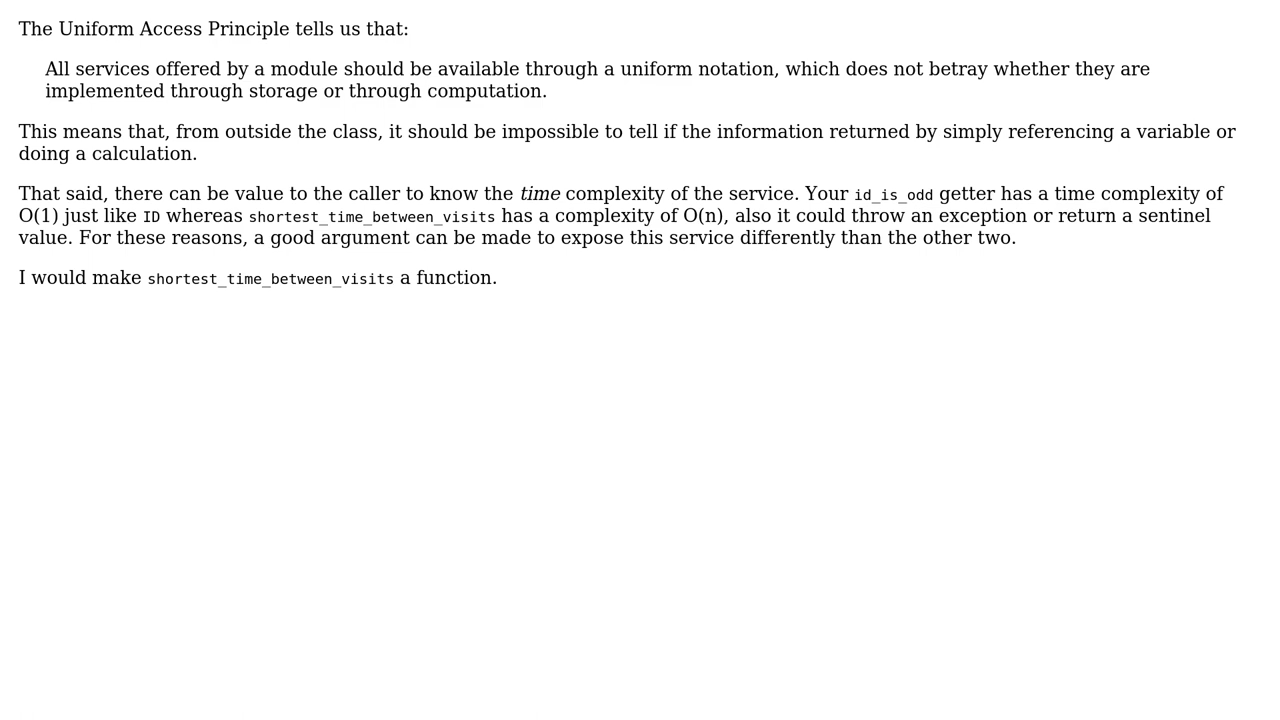 The Uniform Access Principle tells us that:
All services offered by a module should be available through a uniform notation, which does not betray whether they are
implemented through storage or through computation.
This means that, from outside the class, it should be impossible to tell if the information returned by simply referencing a variable or
doing a calculation.
That said, there can be value to the caller to know the time complexity of the service. Your id_is_odd getter has a time complexity of
O(1) just like ID whereas shortest_time_between_visits has a complexity of O(n), also it could throw an exception or return a sentinel
value. For these reasons, a good argument can be made to expose this service differently than the other two.
I would make shortest_time_between_visits a function.